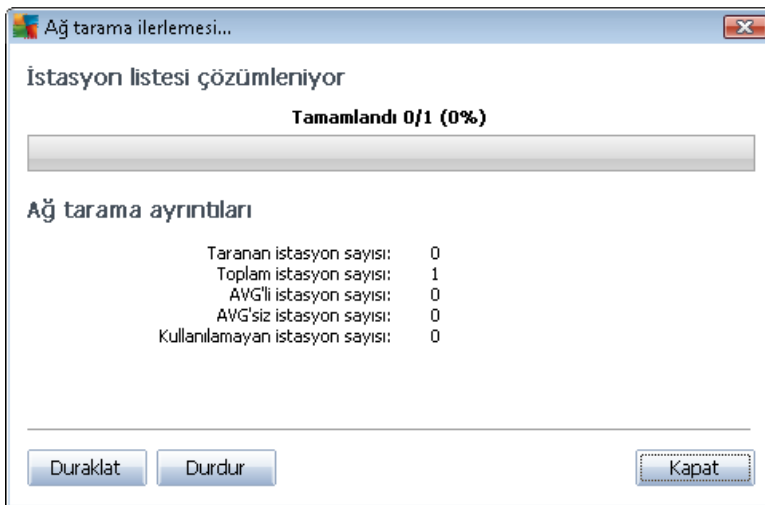 Ağ tarama ilerlemesi...
İstasyon listesi çözümleniyor
Tamamlandı 0/1 (0%)
Ağ tarama ayrıntıları
Taranan istasyon sayısı: 0
Toplam istasyon sayısı: 1
AVG'li istasyon sayısı: 0
AVG'siz istasyon sayısı: 0
Kullanılamayan istasyon sayısı: 0
Duraklat Durdur Kapat